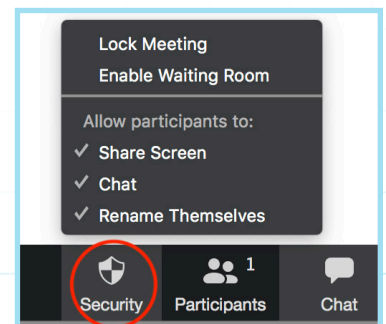 Lock Meeting
Enable Waiting Room
Allow participants to:
✓ Share Screen
✓ Chat
✓ Rename Themselves
1
Security Participants Chat